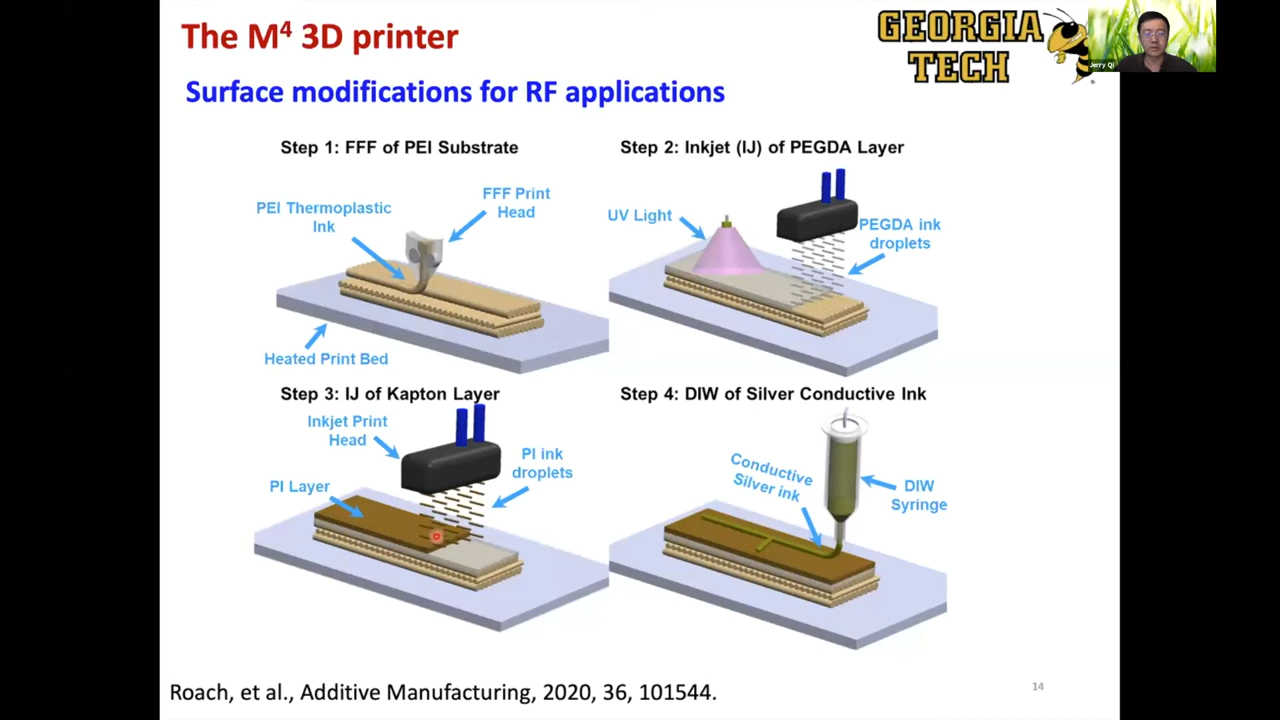 The M⁴ 3D printer
GEORGIA
TECH
Jerry Qi
Surface modifications for RF applications
Step 1: FFF of PEI Substrate
PEI Thermoplastic
Ink
FFF Print
Head
Heated Print Bed
Step 2: Inkjet (IJ) of PEGDA Layer
UV Light
PEGDA ink
droplets
Step 3: IJ of Kapton Layer
Inkjet Print
Head
PI ink
droplets
PI Layer
Step 4: DIW of Silver Conductive Ink
Conductive
Silver ink
DIW
Syringe
Roach, et al., Additive Manufacturing, 2020, 36, 101544.
14